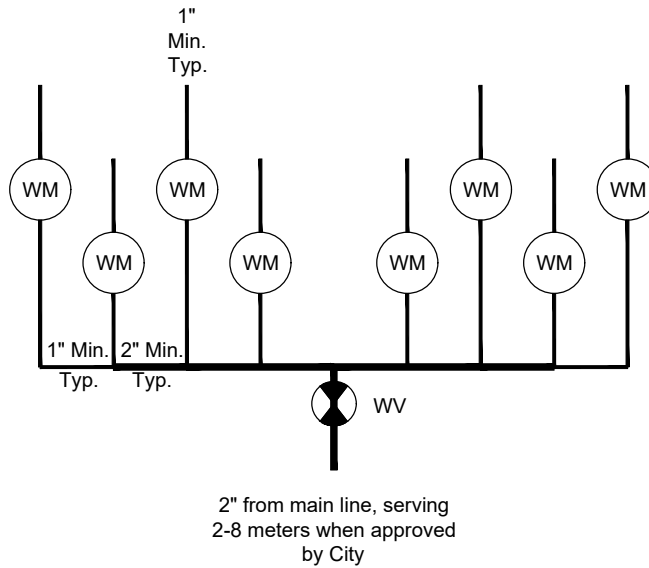 1"
Min.
Typ.
WM
WM
WM
WM
WM
WM
WM
WM
1" Min.
Typ.
2" Min.
Typ.
WV
2" from main line, serving
2-8 meters when approved
by City